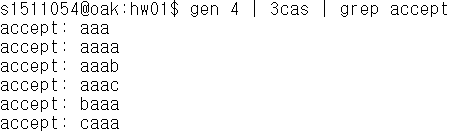 s1511054@oak:hw01$ gen 4 | 3cas | grep accept
accept: aaa
accept: aaaa
accept: aaab
accept: aaac
accept: baaa
accept: caaa